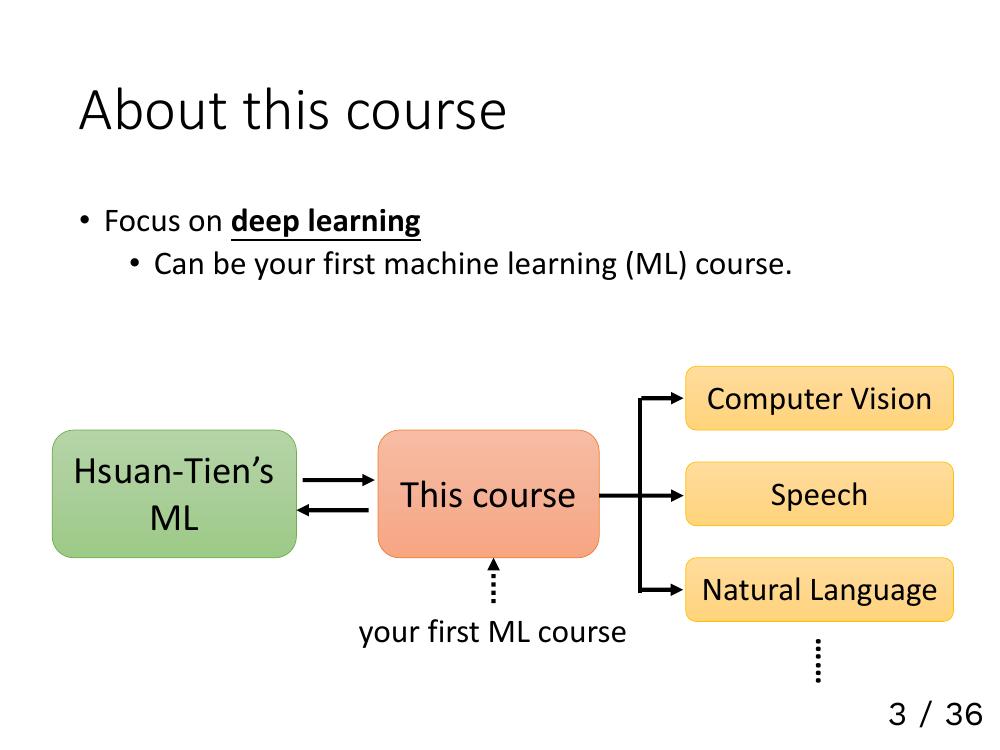 About this course
• Focus on deep learning
• Can be your first machine learning (ML) course.
Hsuan-Tien's
ML
This course
your first ML course
Computer Vision
Speech
Natural Language
3 / 36